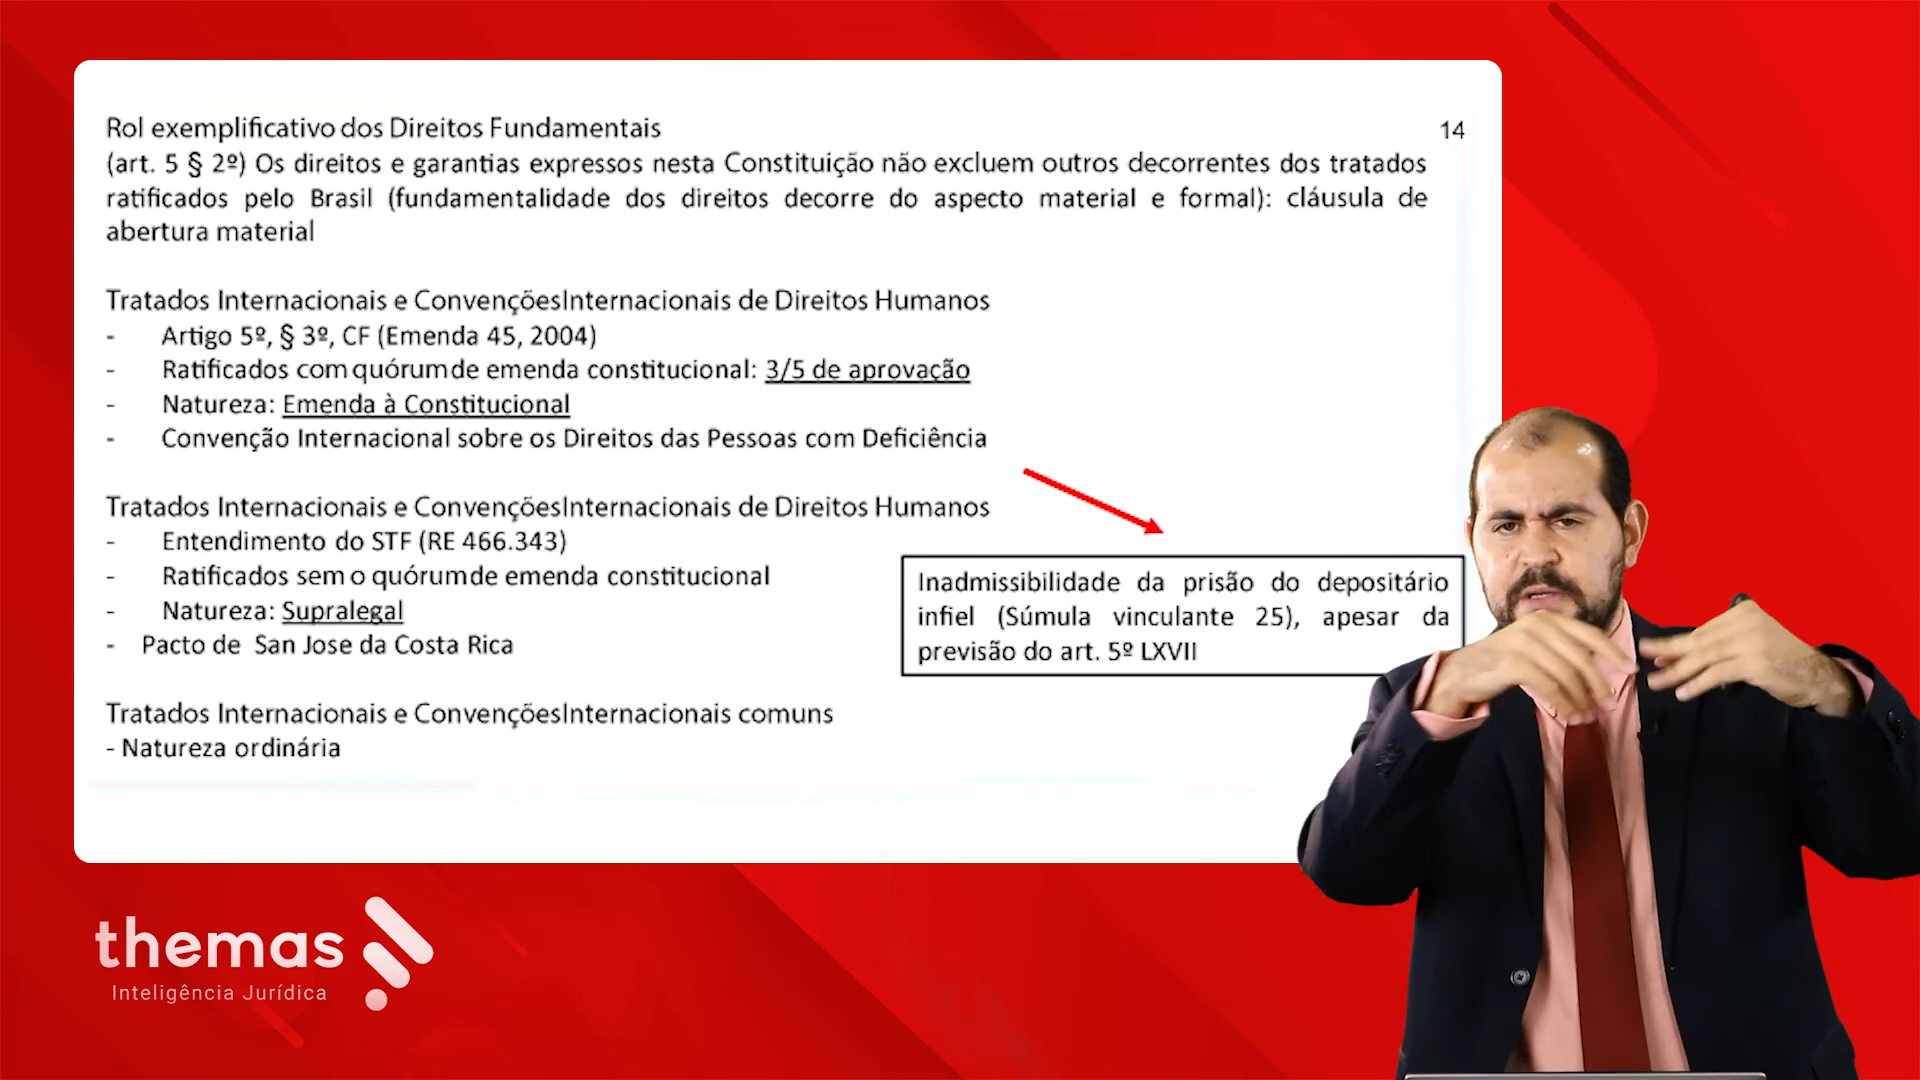 Rol exemplificativo dos Direitos Fundamentais
14
(art. 5 § 2º) Os direitos e garantias expressos nesta Constituição não excluem outros decorrentes dos tratados
ratificados pelo Brasil (fundamentalidade dos direitos decorre do aspecto material e formal): cláusula de
abertura material
Tratados Internacionais e ConvençõesInternacionais de Direitos Humanos
- Artigo 5º, § 3º, CF (Emenda 45, 2004)
- Ratificados com quórum de emenda constitucional: 3/5 de aprovação
- Natureza: Emenda à Constitucional
- Convenção Internacional sobre os Direitos das Pessoas com Deficiência
Tratados Internacionais e ConvençõesInternacionais de Direitos Humanos
- Entendimento do STF (RE 466.343)
- Ratificados sem o quórum de emenda constitucional
- Natureza: Supralegal
- Pacto de San Jose da Costa Rica
Inadmissibilidade da prisão do depositário
infiel (Súmula vinculante 25), apesar da
previsão do art. 5º LXVII
Tratados Internacionais e ConvençõesInternacionais comuns
- Natureza ordinária
themas
Inteligência Jurídica